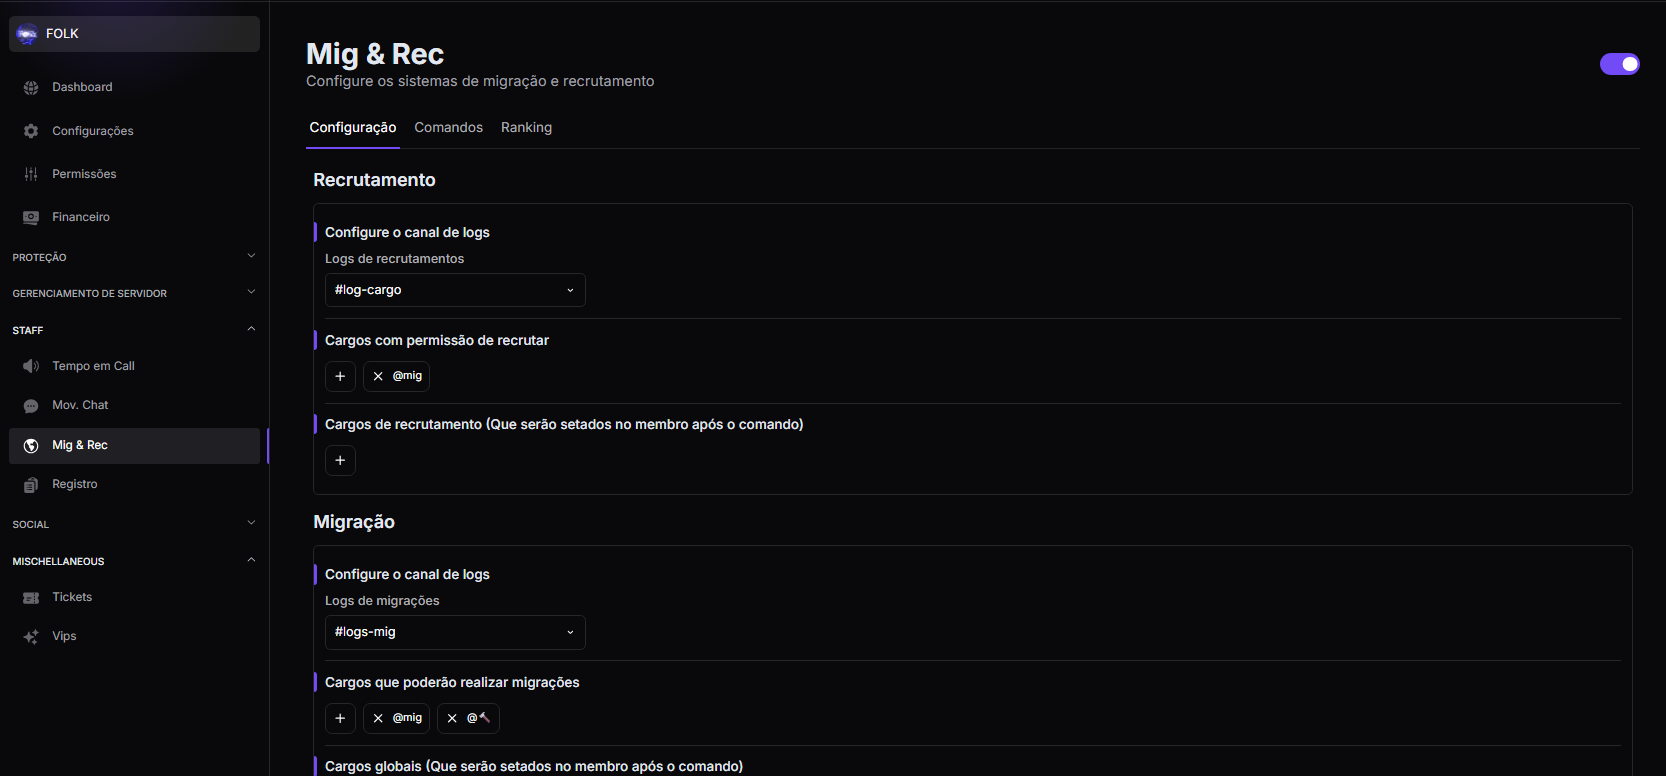 FOLK
Dashboard
Configurações
Permissões
Financeiro
PROTEÇÃO
GERENCIAMENTO DE SERVIDOR
STAFF
Tempo em Call
Mov. Chat
Mig & Rec
Registro
SOCIAL
MISCHELLANEOUS
Tickets
Vips
Mig & Rec
Configure os sistemas de migração e recrutamento
Configuração Comandos Ranking
Recrutamento
Configure o canal de logs
Logs de recrutamentos
#log-cargo
Cargos com permissão de recrutar
@mig
Cargos de recrutamento (Que serão setados no membro após o comando)
Migração
Configure o canal de logs
Logs de migrações
#logs-mig
Cargos que poderão realizar migrações
@mig @🔨
Cargos globais (Que serão setados no membro após o comando)